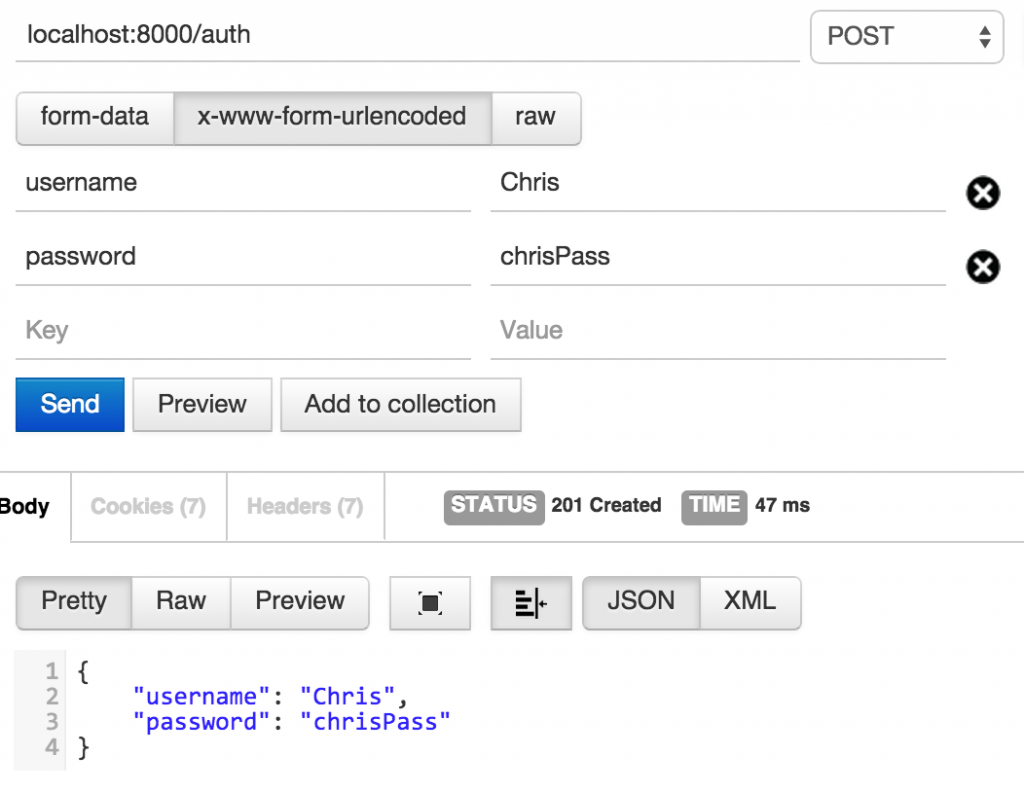 localhost:8000/auth POST
form-data x-www-form-urlencoded raw
username Chris
password chrisPass
Key Value
Send Preview Add to collection
Body Cookies (7) Headers (7) STATUS 201 Created TIME 47 ms
Pretty Raw Preview JSON XML
1 {
2 "username": "Chris",
3 "password": "chrisPass"
4 }